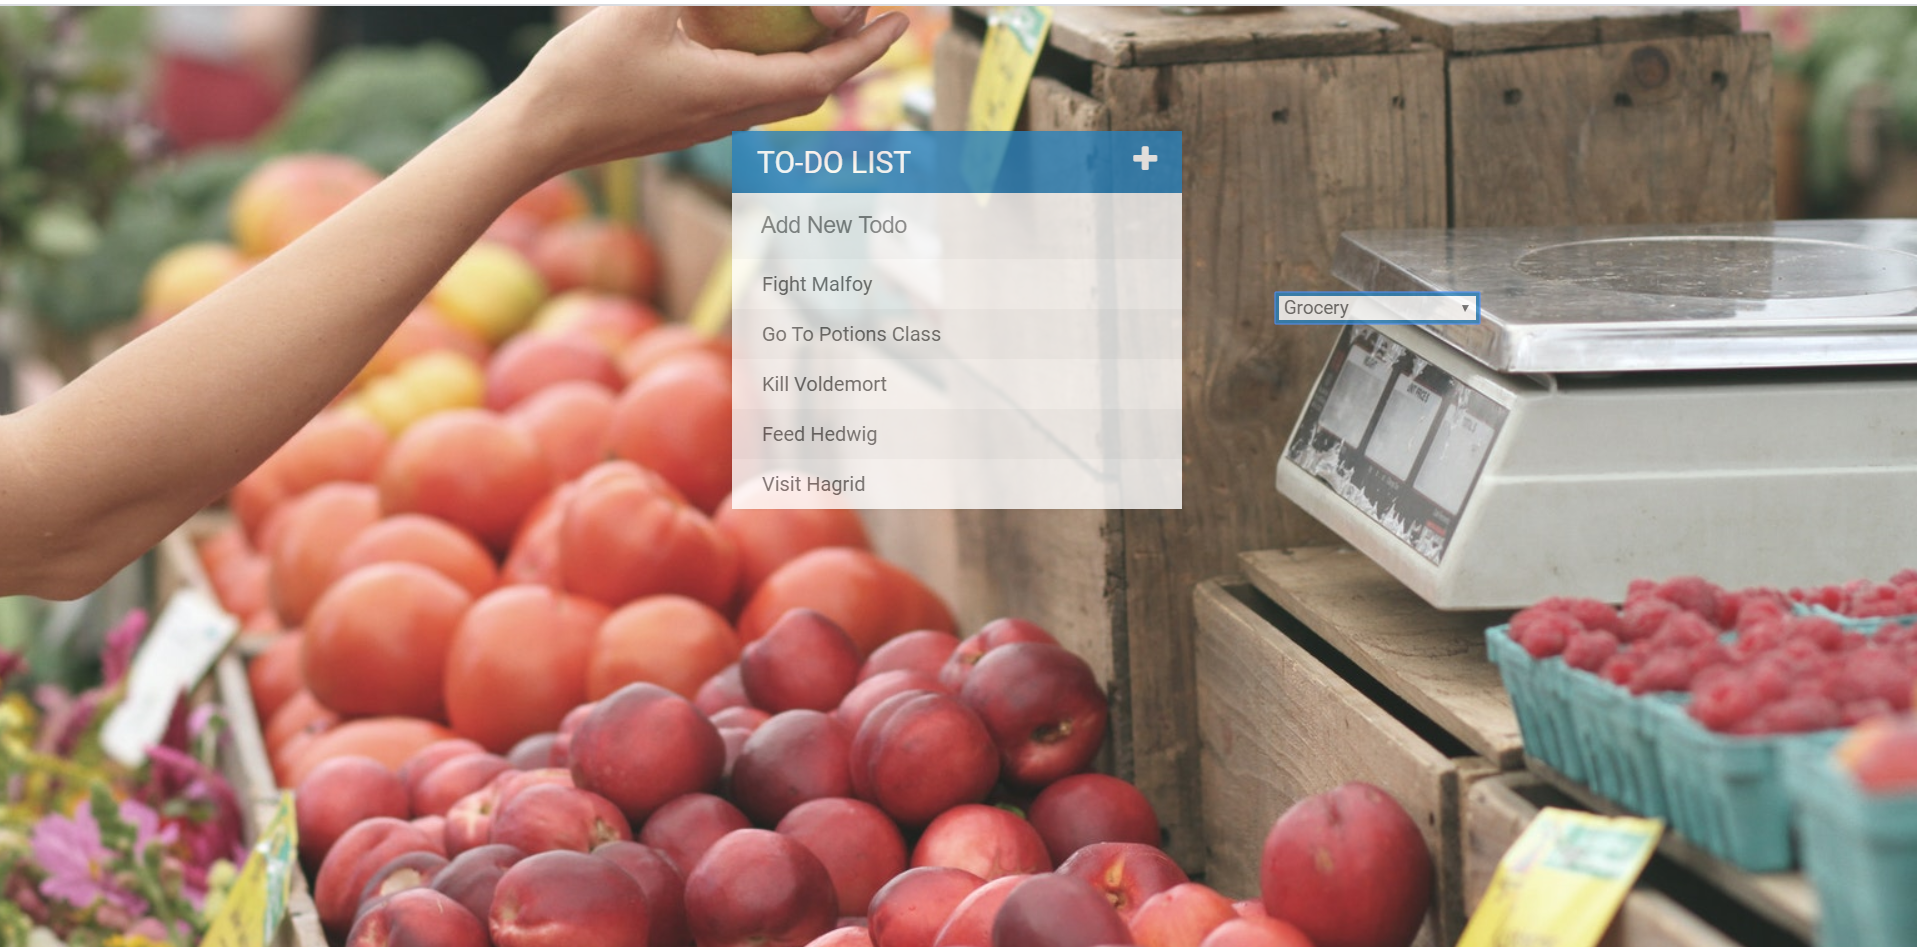 TO-DO LIST
Add New Todo
Fight Malfoy
Go To Potions Class
Kill Voldemort
Feed Hedwig
Visit Hagrid
Grocery